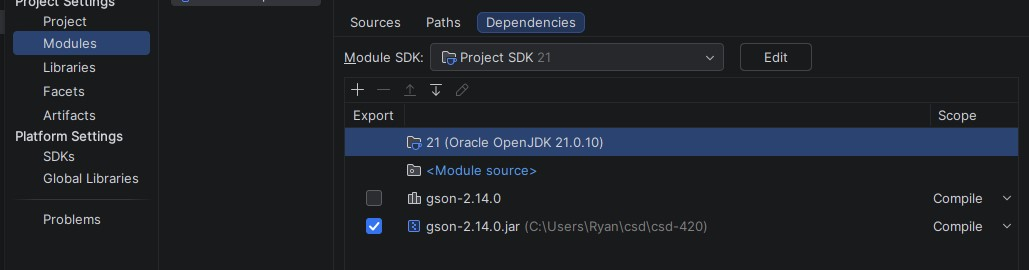 Project Settings
Project
Modules
Libraries
Facets
Artifacts
Platform Settings
SDKs
Global Libraries
Problems
Sources Paths Dependencies
Module SDK: Project SDK 21 Edit
Export Scope
21 (Oracle OpenJDK 21.0.10)
<Module source>
gson-2.14.0 Compile
gson-2.14.0.jar (C:\Users\Ryan\csd\csd-420) Compile